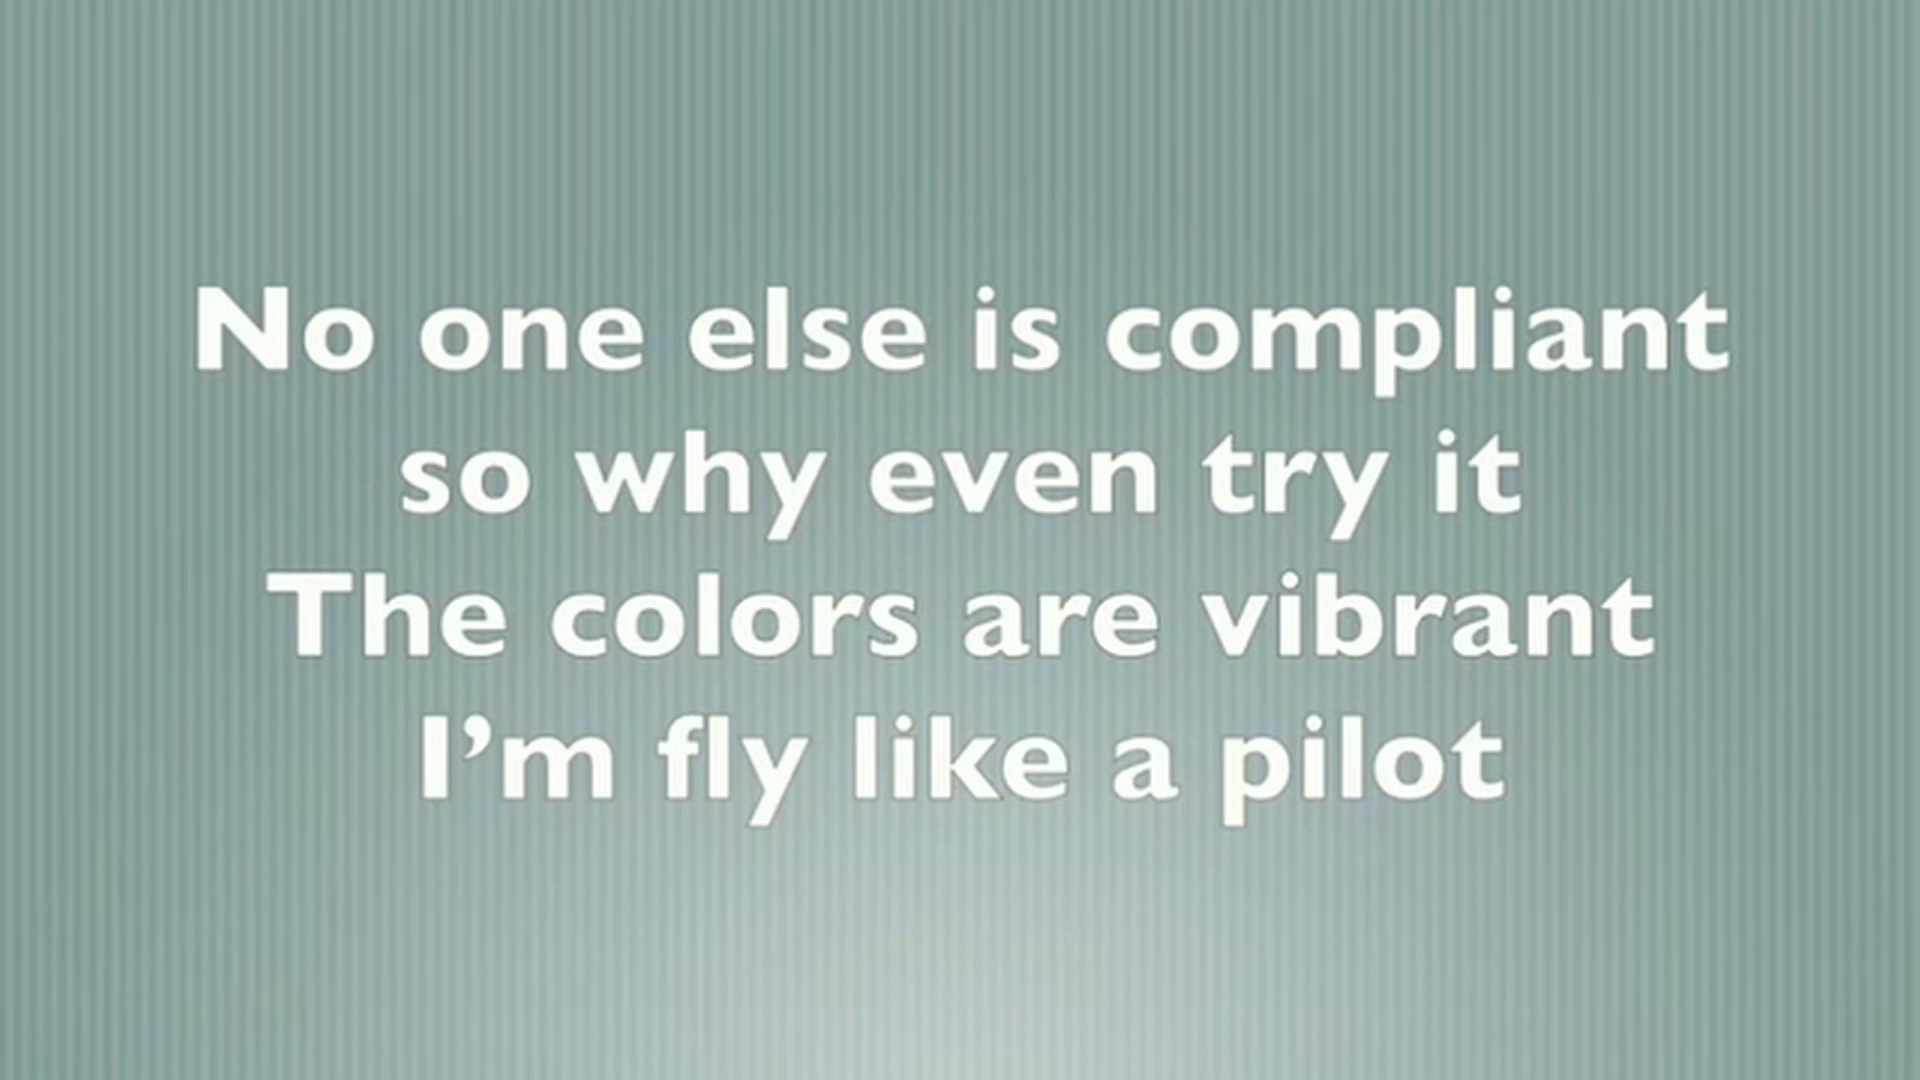 No one else is compliant
so why even try it
The colors are vibrant
I’m fly like a pilot